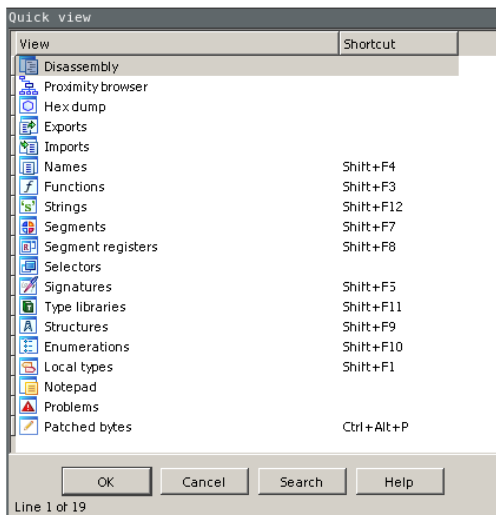 Quick view
View Shortcut
Disassembly
Proximity browser
Hex dump
Exports
Imports
Names Shift+F4
f Functions Shift+F3
's' Strings Shift+F12
Segments Shift+F7
Segment registers Shift+F8
Selectors
Signatures Shift+F5
Type libraries Shift+F11
A Structures Shift+F9
Enumerations Shift+F10
Local types Shift+F1
Notepad
Problems
Patched bytes Ctrl+Alt+P
OK Cancel Search Help
Line 1 of 19